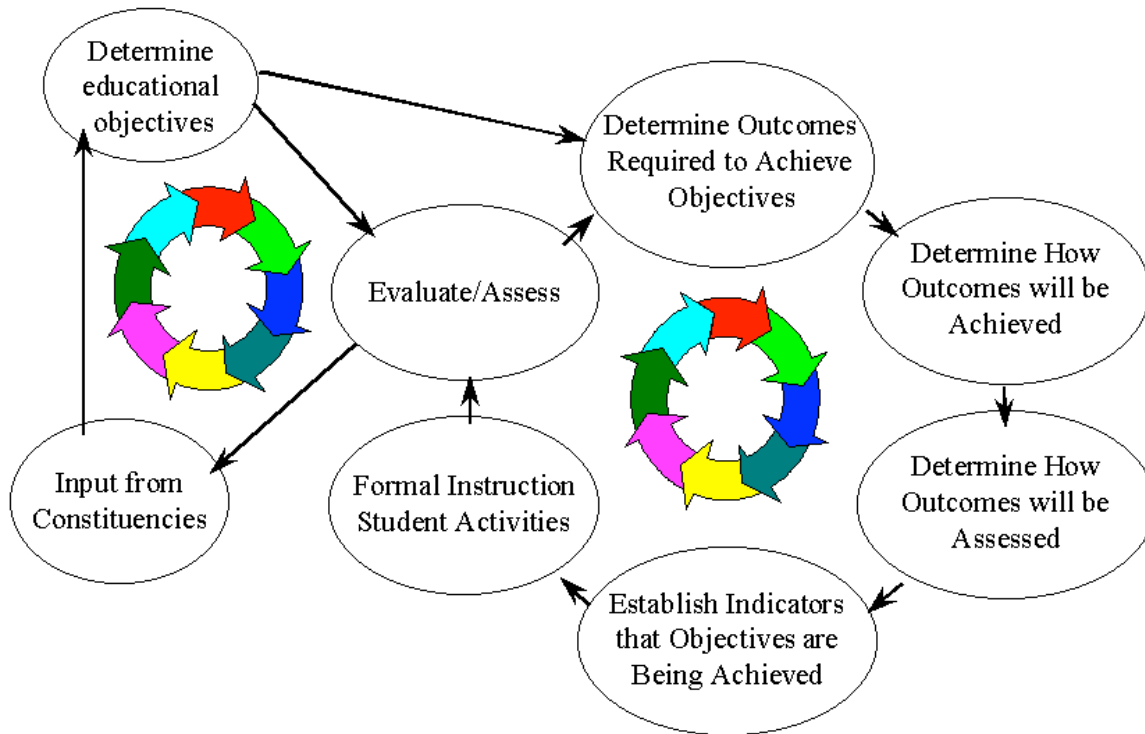 Determine
educational
objectives
Determine Outcomes
Required to Achieve
Objectives
Evaluate/Assess
Determine How
Outcomes will be
Achieved
Input from
Constituencies
Formal Instruction
Student Activities
Determine How
Outcomes will be
Assessed
Establish Indicators
that Objectives are
Being Achieved